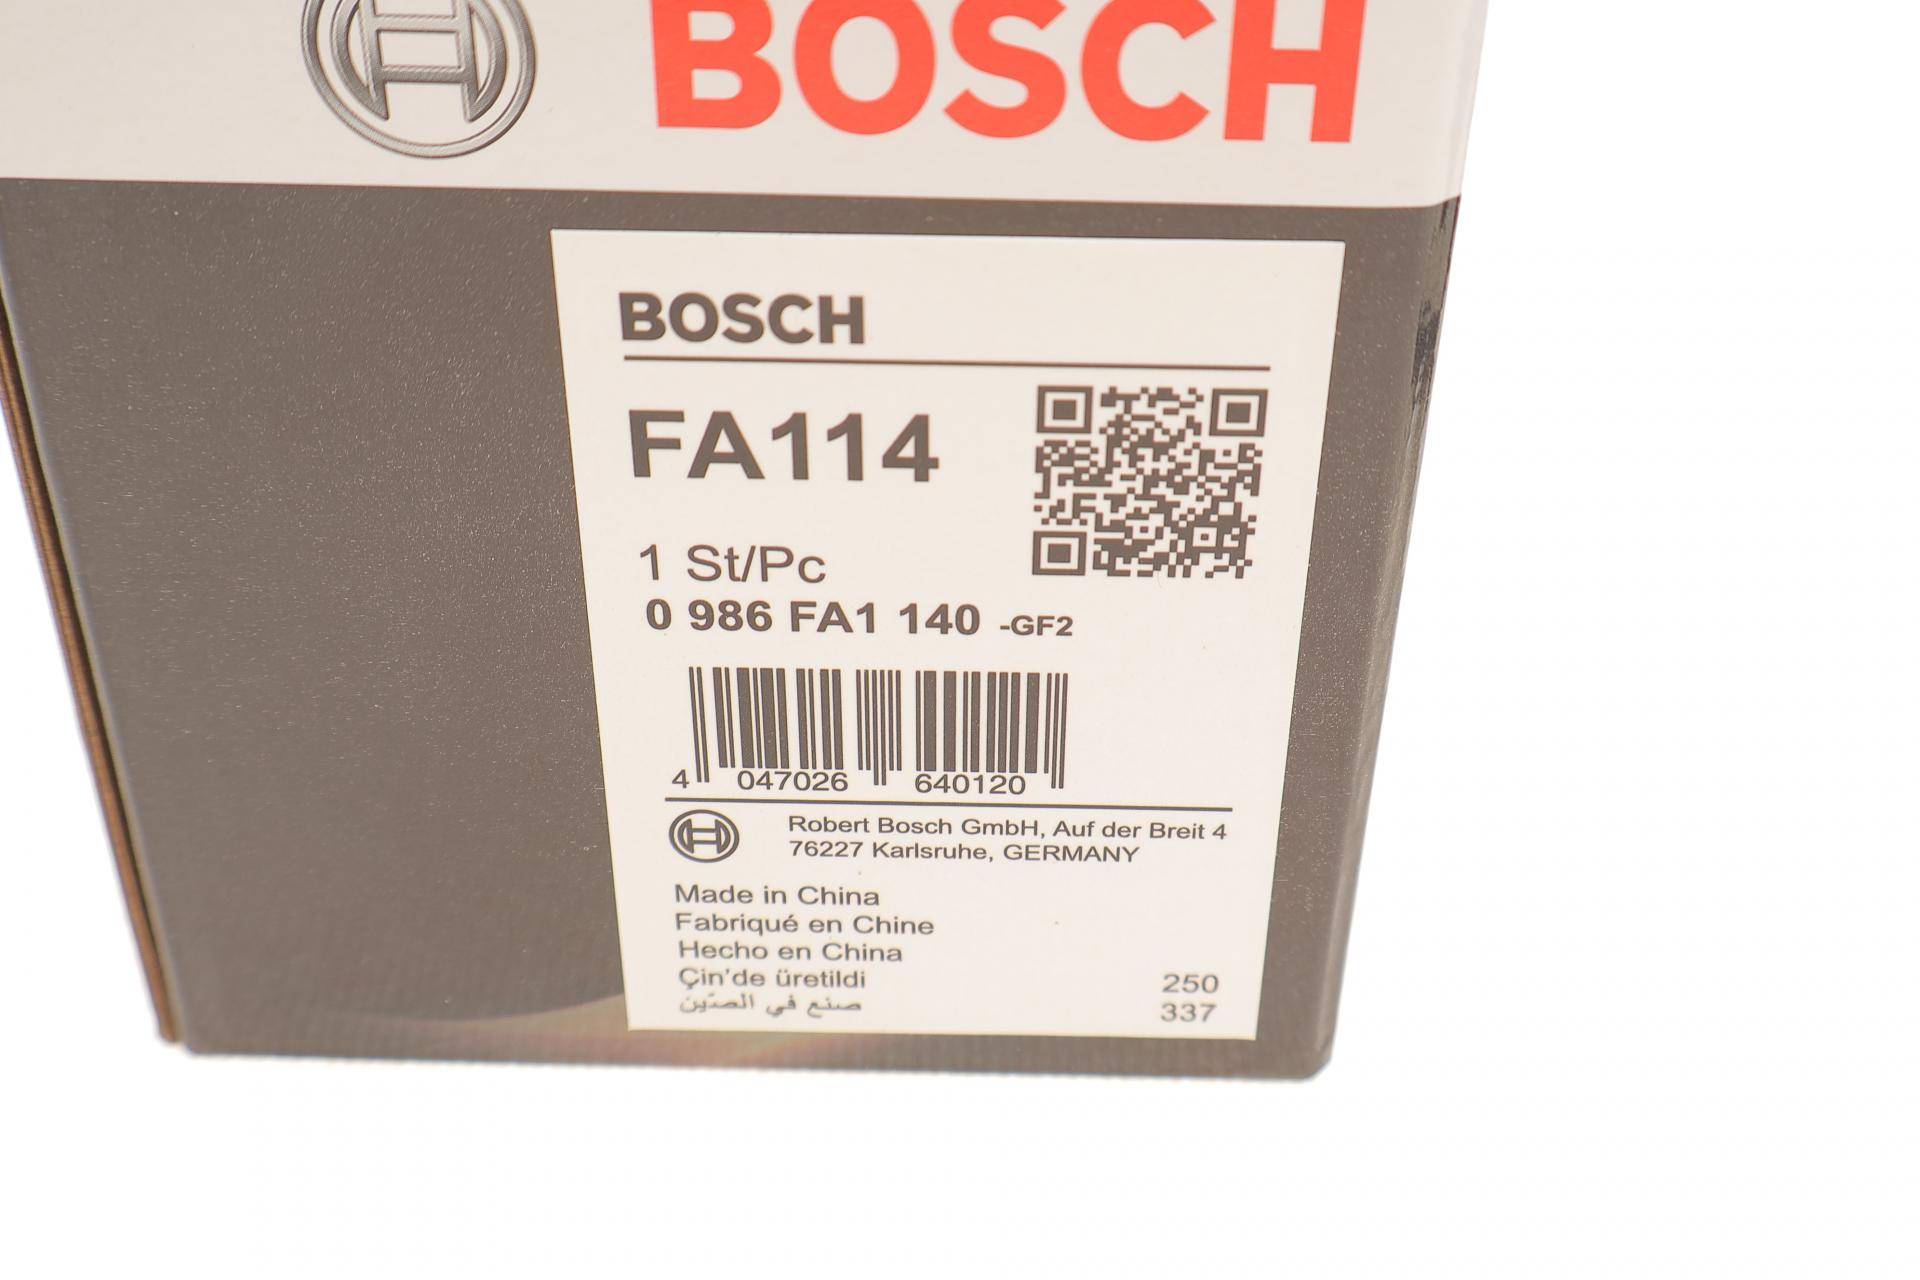 BOSCH
BOSCH
FA114
1 St/Pc
0 986 FA1 140 -GF2
4 047026 640120
Robert Bosch GmbH, Auf der Breit 4
76227 Karlsruhe, GERMANY
Made in China
Fabriqué en Chine
Hecho en China
Çin'de üretildi
صنع في الصّين
250
337